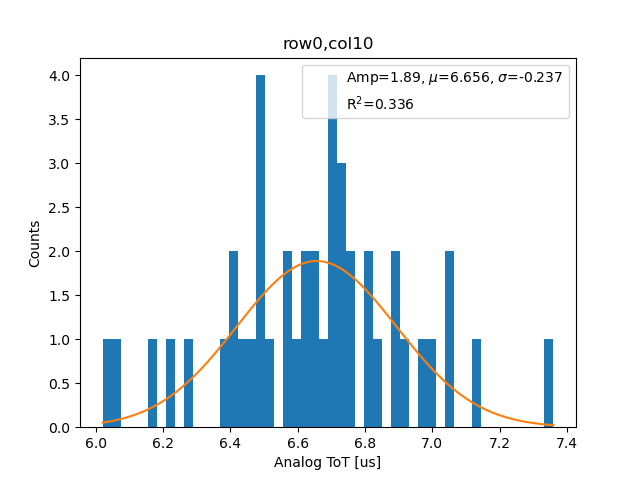 row0,col10
Amp=1.89, μ=6.656, σ=-0.237
R²=0.336
4.0
3.5
3.0
2.5
2.0
1.5
1.0
0.5
0.0
Counts
6.0 6.2 6.4 6.6 6.8 7.0 7.2 7.4
Analog ToT [us]